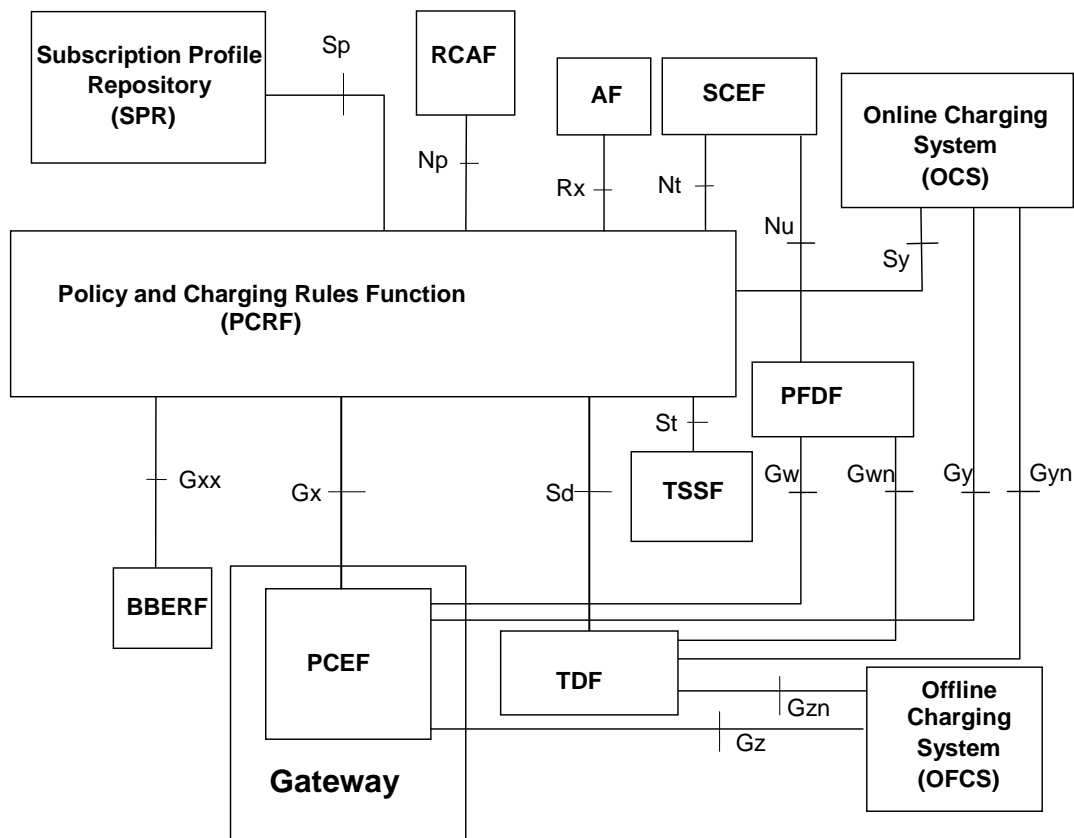 Subscription Profile
Repository
(SPR)
Sp
RCAF
AF
SCEF
Online Charging
System
(OCS)
Np
Rx
Nt
Nu
Sy
Policy and Charging Rules Function
(PCRF)
PFDF
St
Gxx
Gx
Sd
TSSF
Gw
Gwn
Gy
Gyn
BBERF
PCEF
TDF
Offline
Charging
System
(OFCS)
Gzn
Gz
Gateway